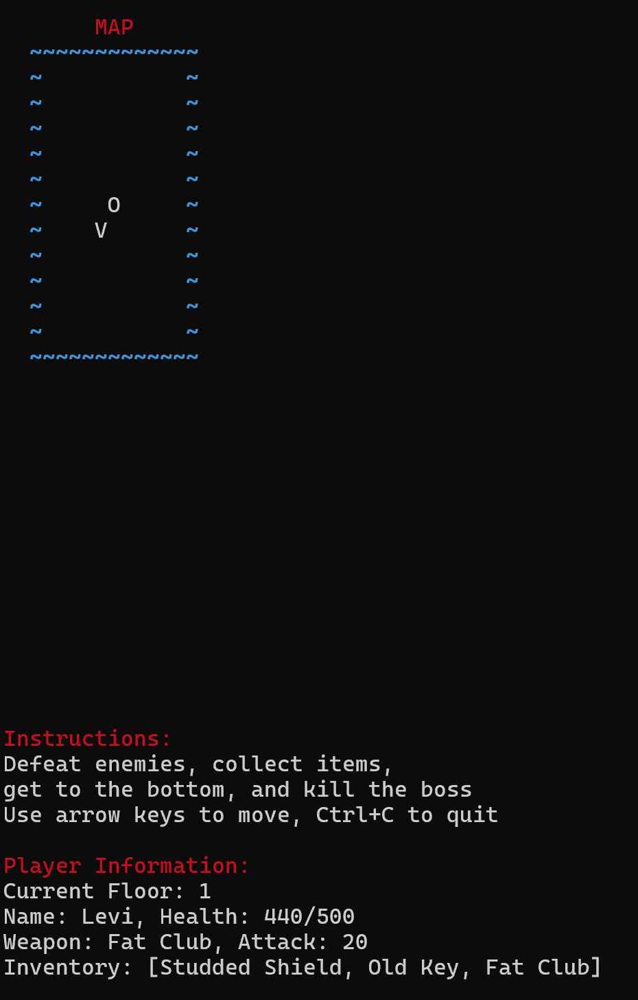 MAP
~~~~~~~~~~~~~
~           ~
~           ~
~           ~
~           ~
~           ~
~     O     ~
~    V      ~
~           ~
~           ~
~           ~
~           ~
~~~~~~~~~~~~~
Instructions:
Defeat enemies, collect items,
get to the bottom, and kill the boss
Use arrow keys to move, Ctrl+C to quit
Player Information:
Current Floor: 1
Name: Levi, Health: 440/500
Weapon: Fat Club, Attack: 20
Inventory: [Studded Shield, Old Key, Fat Club]